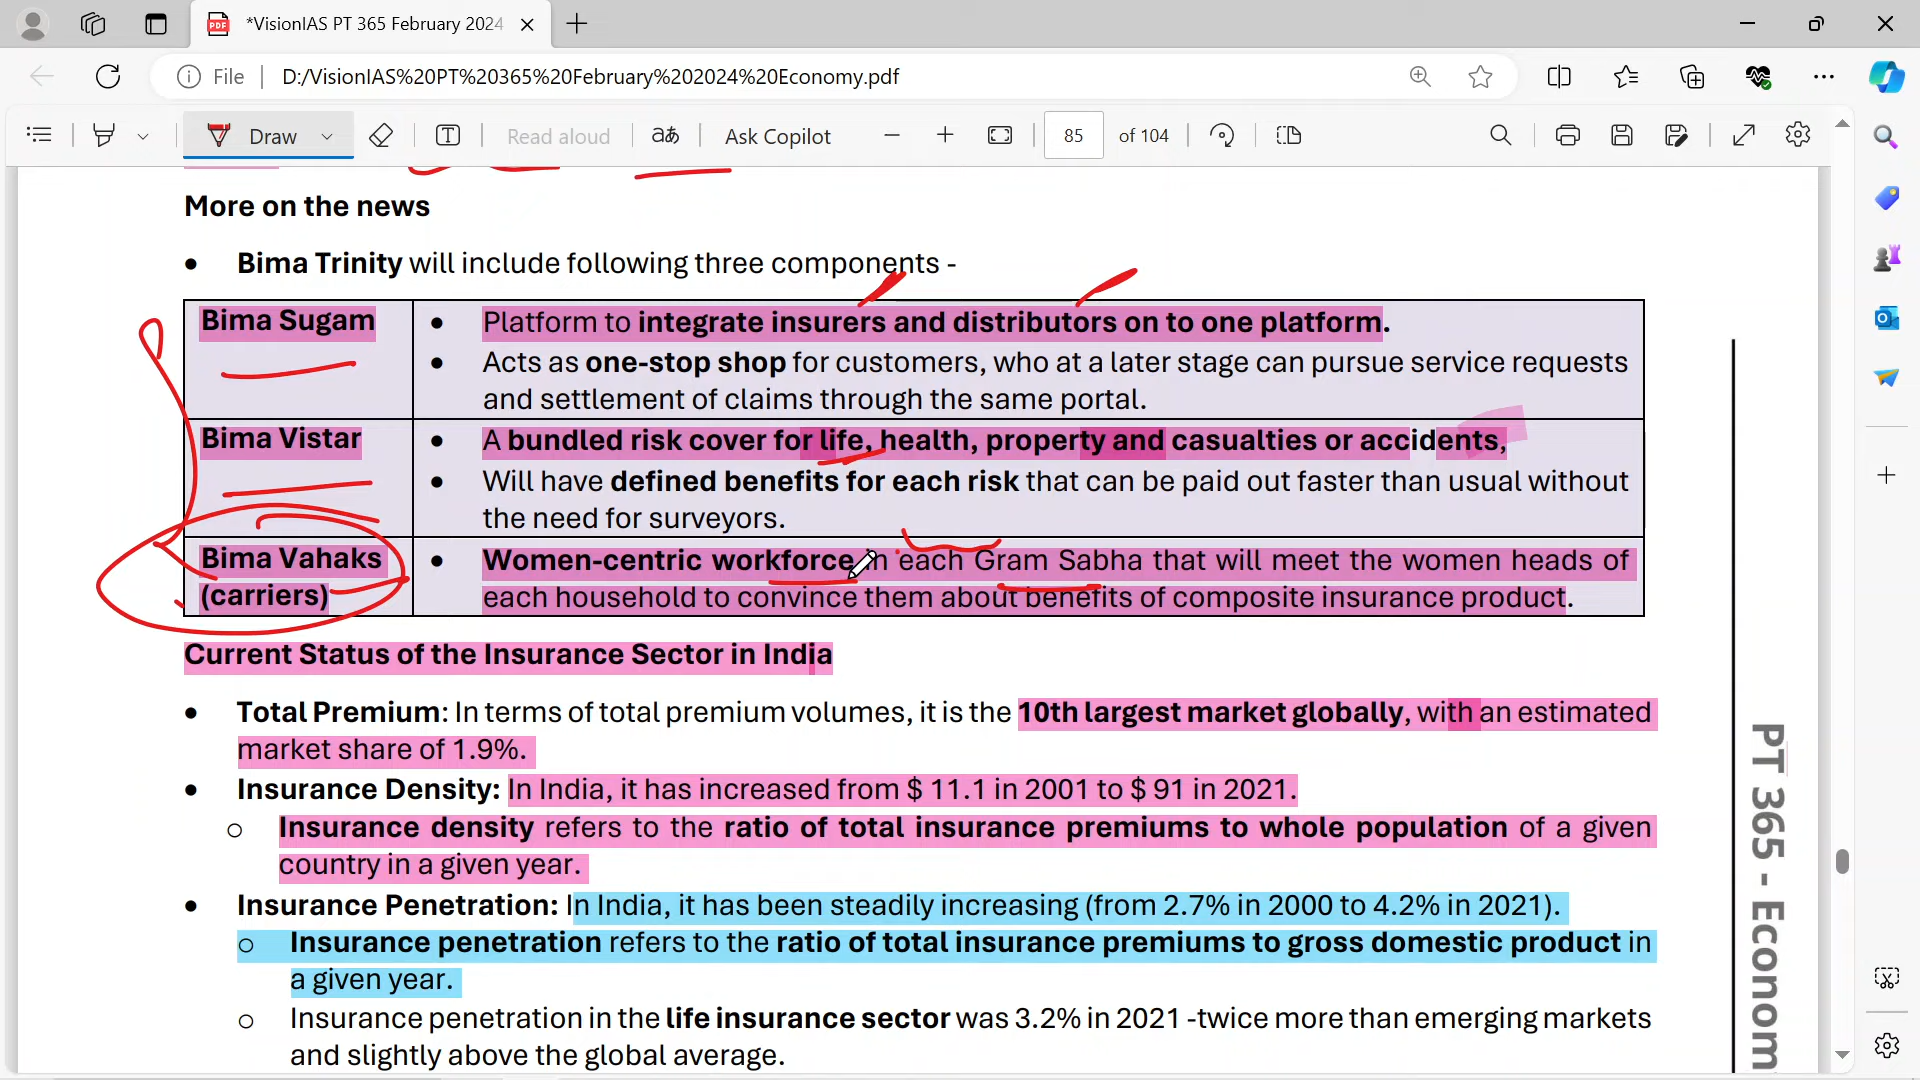 *VisionIAS PT 365 February 2024
File
D:/VisionIAS%20PT%20365%20February%202024%20Economy.pdf
Draw
Read aloud
aあ
Ask Copilot
85 of 104
More on the news
• Bima Trinity will include following three components -
Bima Sugam
• Platform to integrate insurers and distributors on to one platform.
• Acts as one-stop shop for customers, who at a later stage can pursue service requests
and settlement of claims through the same portal.
Bima Vistar
• A bundled risk cover for life, health, property and casualties or accidents,
• Will have defined benefits for each risk that can be paid out faster than usual without
the need for surveyors.
Bima Vahaks
(carriers)
• Women-centric workforce in each Gram Sabha that will meet the women heads of
each household to convince them about benefits of composite insurance product.
Current Status of the Insurance Sector in India
• Total Premium: In terms of total premium volumes, it is the 10th largest market globally, with an estimated
market share of 1.9%.
• Insurance Density: In India, it has increased from $ 11.1 in 2001 to $ 91 in 2021.
○ Insurance density refers to the ratio of total insurance premiums to whole population of a given
country in a given year.
• Insurance Penetration: In India, it has been steadily increasing (from 2.7% in 2000 to 4.2% in 2021).
○ Insurance penetration refers to the ratio of total insurance premiums to gross domestic product in
a given year.
○ Insurance penetration in the life insurance sector was 3.2% in 2021 -twice more than emerging markets
and slightly above the global average.
PT 365 - Econom